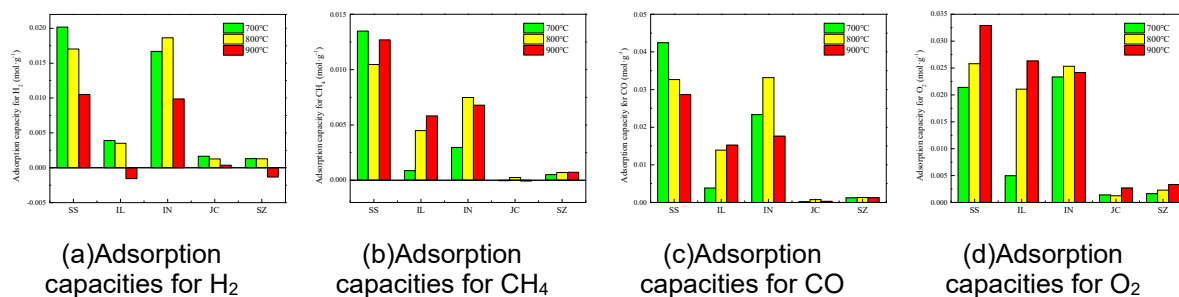 Adsorption capacity for H₂ (mol·g⁻¹)
0.020
0.015
0.010
0.005
0.000
-0.005
700℃
800℃
900℃
SS IL IN JC SZ
Adsorption capacity for CH₄ (mol·g⁻¹)
0.015
0.010
0.005
0.000
700℃
800℃
900℃
SS IL IN JC SZ
Adsorption capacity for CO (mol·g⁻¹)
0.05
0.04
0.03
0.02
0.01
0.00
700℃
800℃
900℃
SS IL IN JC SZ
Adsorption capacity for O₂ (mol·g⁻¹)
0.035
0.030
0.025
0.020
0.015
0.010
0.005
0.000
700℃
800℃
900℃
SS IL IN JC SZ
(a)Adsorption
capacities for H₂
(b)Adsorption
capacities for CH₄
(c)Adsorption
capacities for CO
(d)Adsorption
capacities for O₂